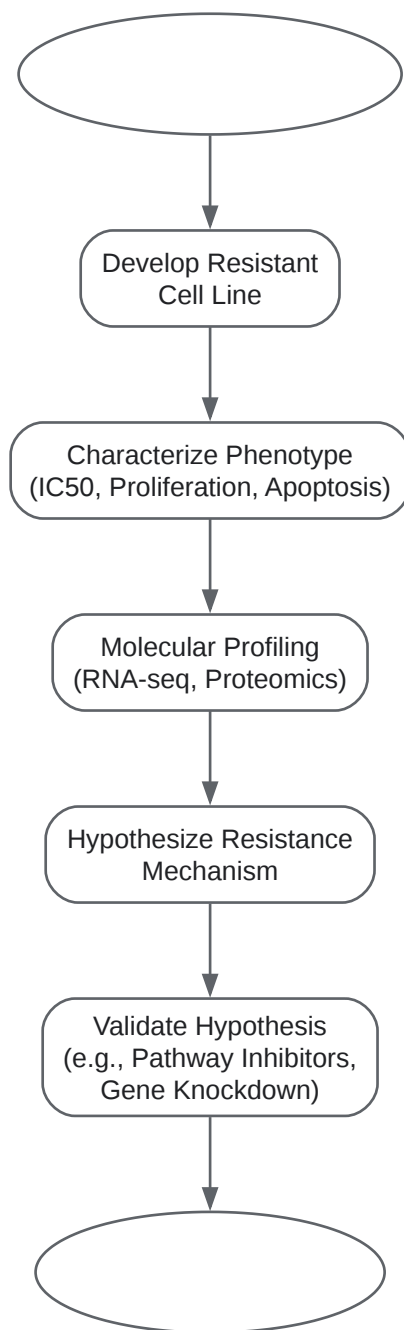 Develop Resistant
Cell Line
Characterize Phenotype
(IC50, Proliferation, Apoptosis)
Molecular Profiling
(RNA-seq, Proteomics)
Hypothesize Resistance
Mechanism
Validate Hypothesis
(e.g., Pathway Inhibitors,
Gene Knockdown)